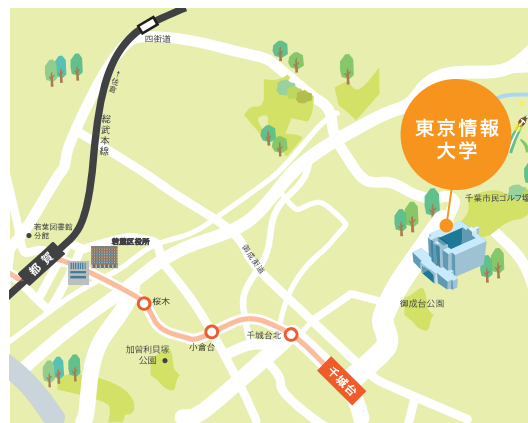 四街道
↑佐倉
総武本線
東京情報
大学
千葉市民ゴルフ場
若葉図書館
分館
若葉区役所
都賀
御成街道
桜木
御成台公園
加曽利貝塚
公園
小倉台
千城台北
千城台